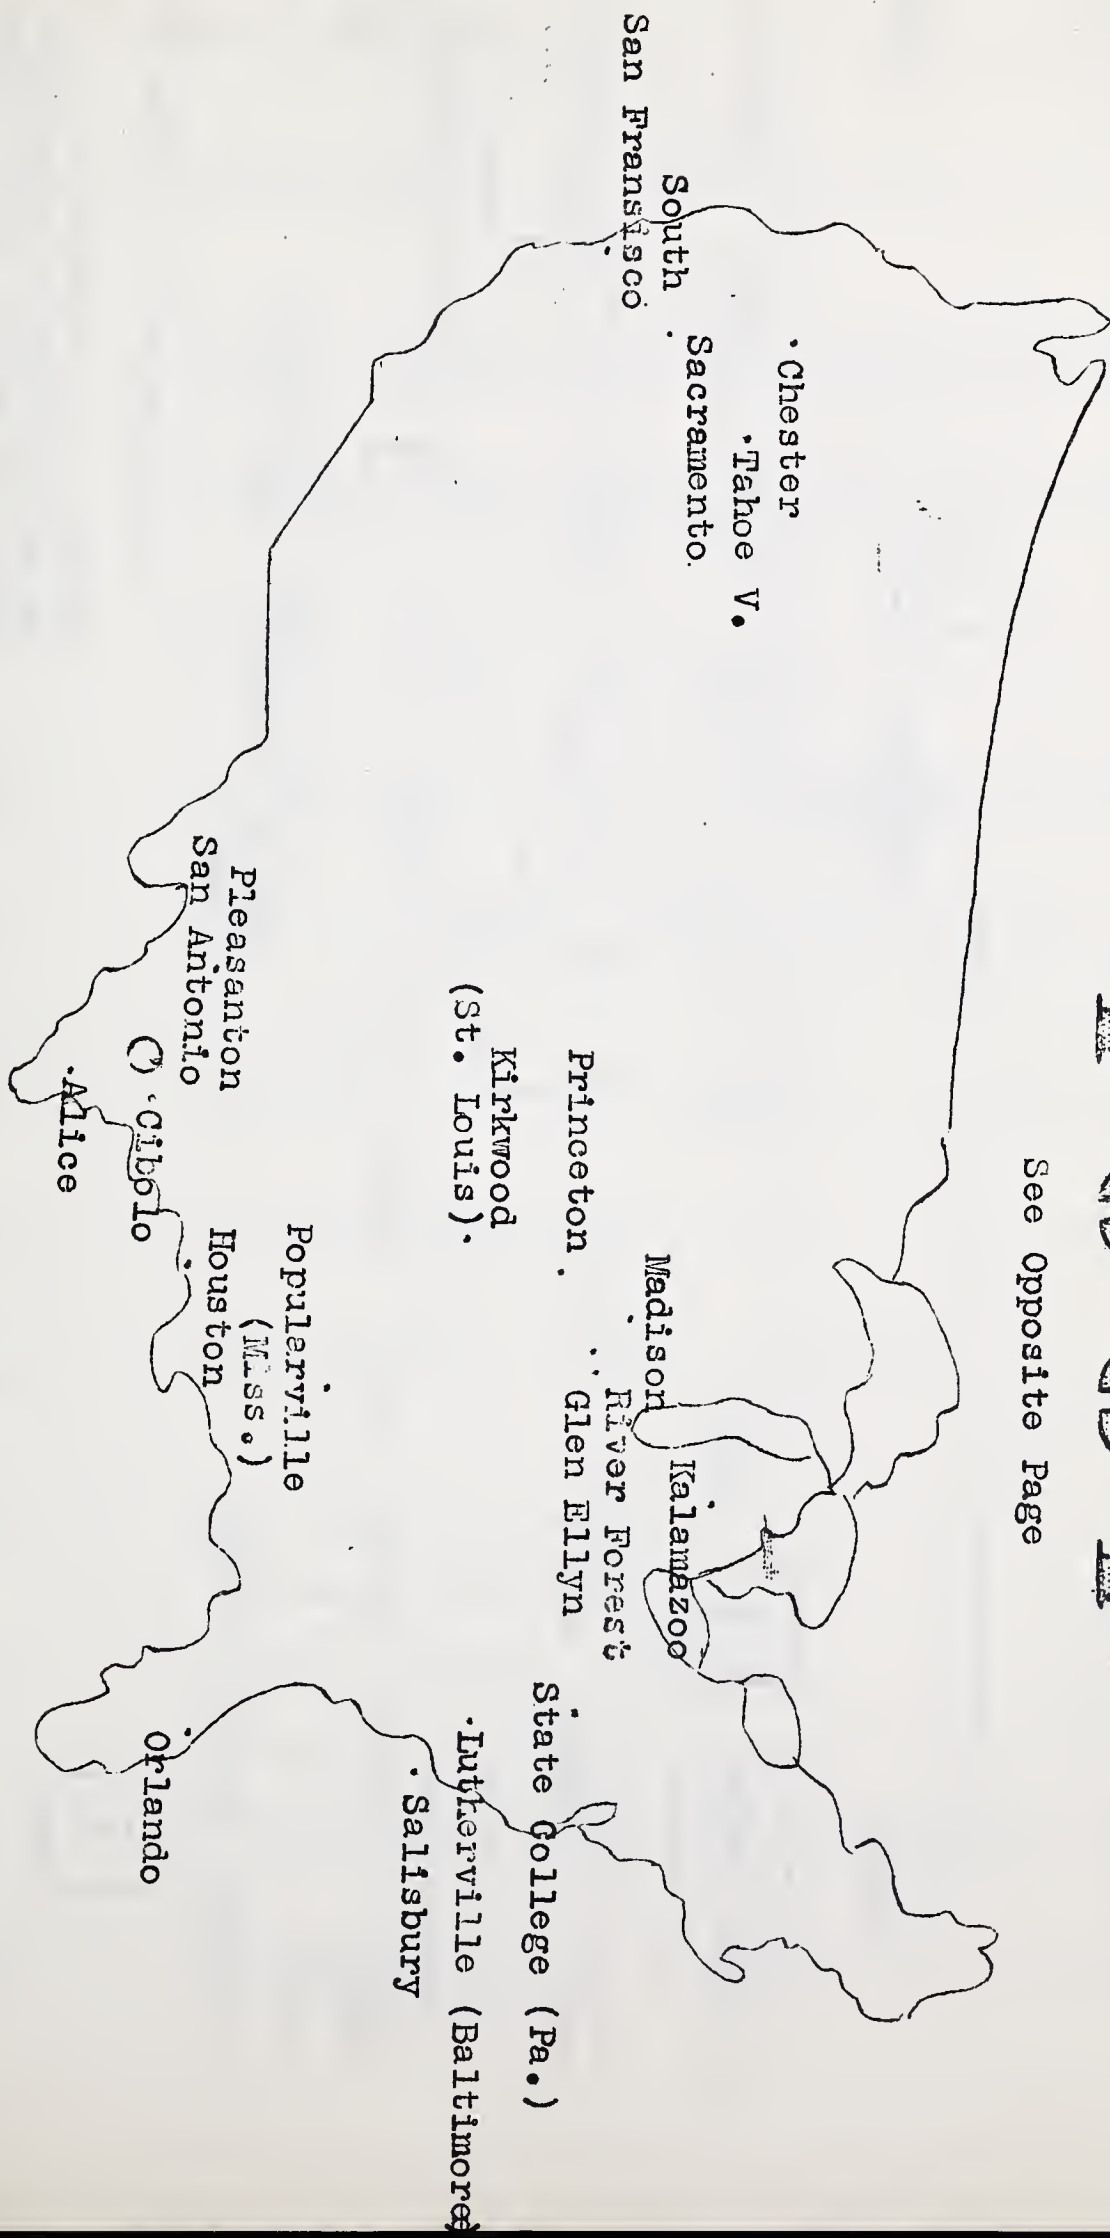 See Opposite Page
·Chester
·Tahoe V.
South
Sacramento
San Fransisco
Madison
Kalamazoo
River Forest
Glen Ellyn
Princeton
Kirkwood
(St. Louis)
State College (Pa.)
Lutherville (Baltimore)
Salisbury
Popularville
(Miss.)
Houston
Pleasanton
San Antonio
Cibolo
Alice
Orlando